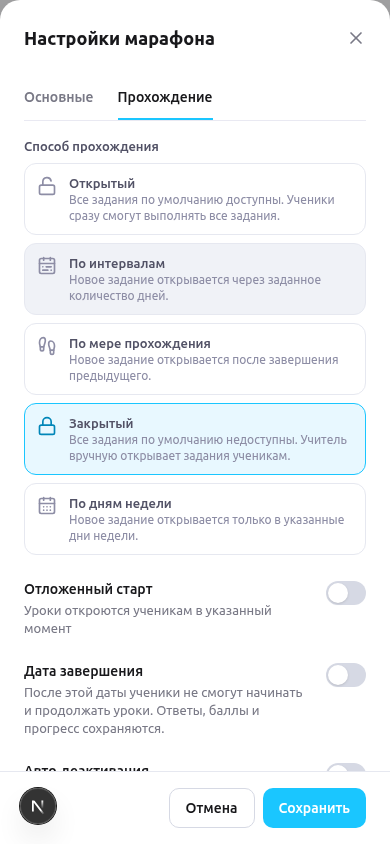 Настройки марафона
Основные
Прохождение
Способ прохождения
Открытый
Все задания по умолчанию доступны. Ученики
сразу смогут выполнять все задания.
По интервалам
Новое задание открывается через заданное
количество дней.
По мере прохождения
Новое задание открывается после завершения
предыдущего.
Закрытый
Все задания по умолчанию недоступны. Учитель
вручную открывает задания ученикам.
По дням недели
Новое задание открывается только в указанные
дни недели.
Отложенный старт
Уроки откроются ученикам в указанный
момент
Дата завершения
После этой даты ученики не смогут начинать
и продолжать уроки. Ответы, баллы и
прогресс сохраняются.
Авто-деактивация
N
Отмена
Сохранить